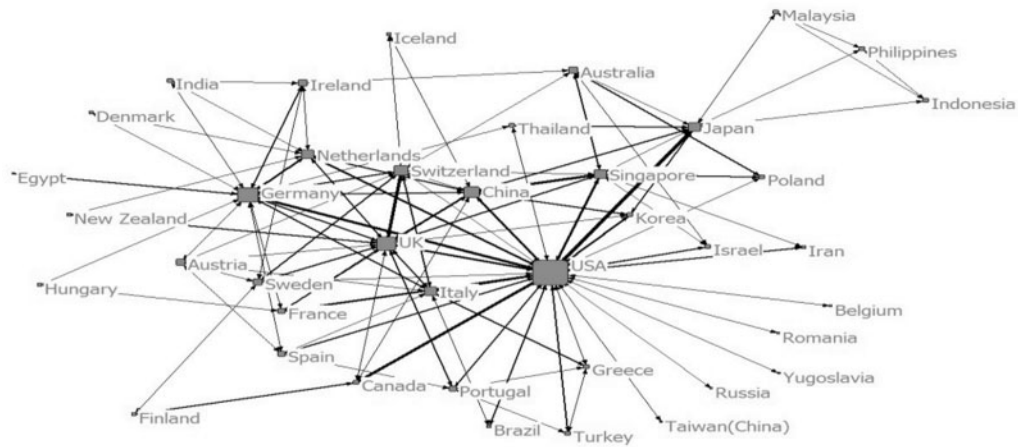 Malaysia
Iceland
Philippines
Australia
India
Ireland
Indonesia
Denmark
Thailand
Japan
Netherlands
Switzerland
Egypt
Germany
China
Singapore
Poland
New Zealand
Korea
UK
Israel
Iran
Austria
USA
Sweden
Italy
Hungary
France
Belgium
Romania
Spain
Greece
Yugoslavia
Canada
Portugal
Russia
Finland
Brazil
Turkey
Taiwan(China)